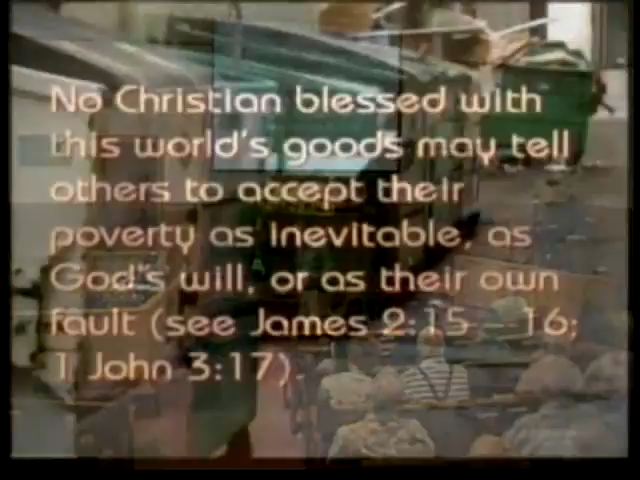 No Christian blessed with
this world's goods may tell
others to accept their
poverty as inevitable, as
God's will, or as their own
fault (see James 2:15 – 16;
1 John 3:17).